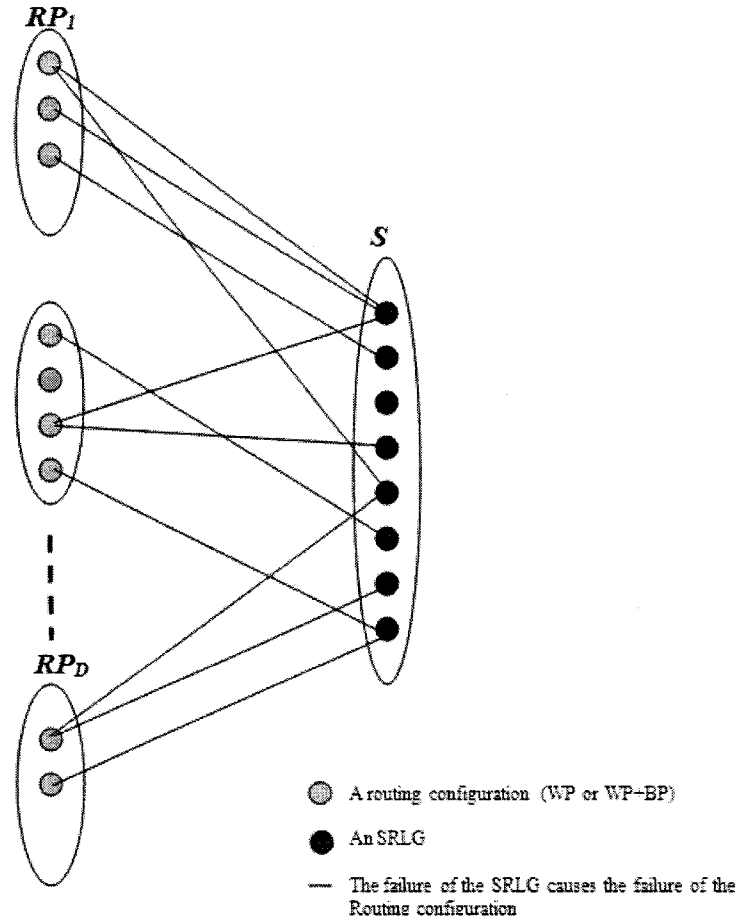 RP1
S
RPD
A routing configuration (WP or WP+BP)
An SRLG
The failure of the SRLG causes the failure of the
Routing configuration